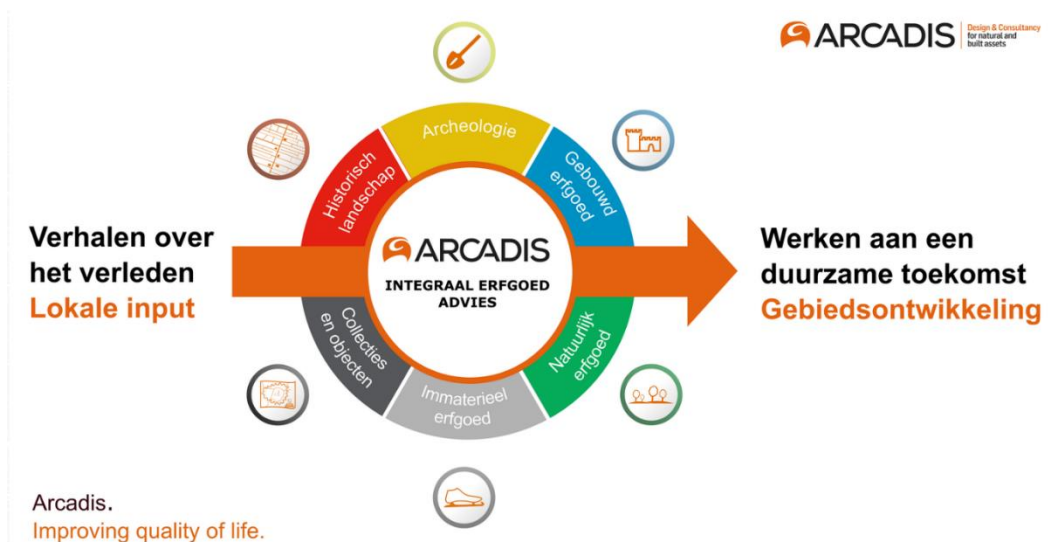 ARCADIS
Design & Consultancy
for natural and
built assets
Archeologie
Historisch
landschap
Gebouwd
erfgoed
Verhalen over
het verleden
Lokale input
ARCADIS
INTEGRAAL ERFGOED
ADVIES
Werken aan een
duurzame toekomst
Gebiedsontwikkeling
Collecties
en objecten
Immaterieel
erfgoed
Natuurlijk
erfgoed
Arcadis.
Improving quality of life.